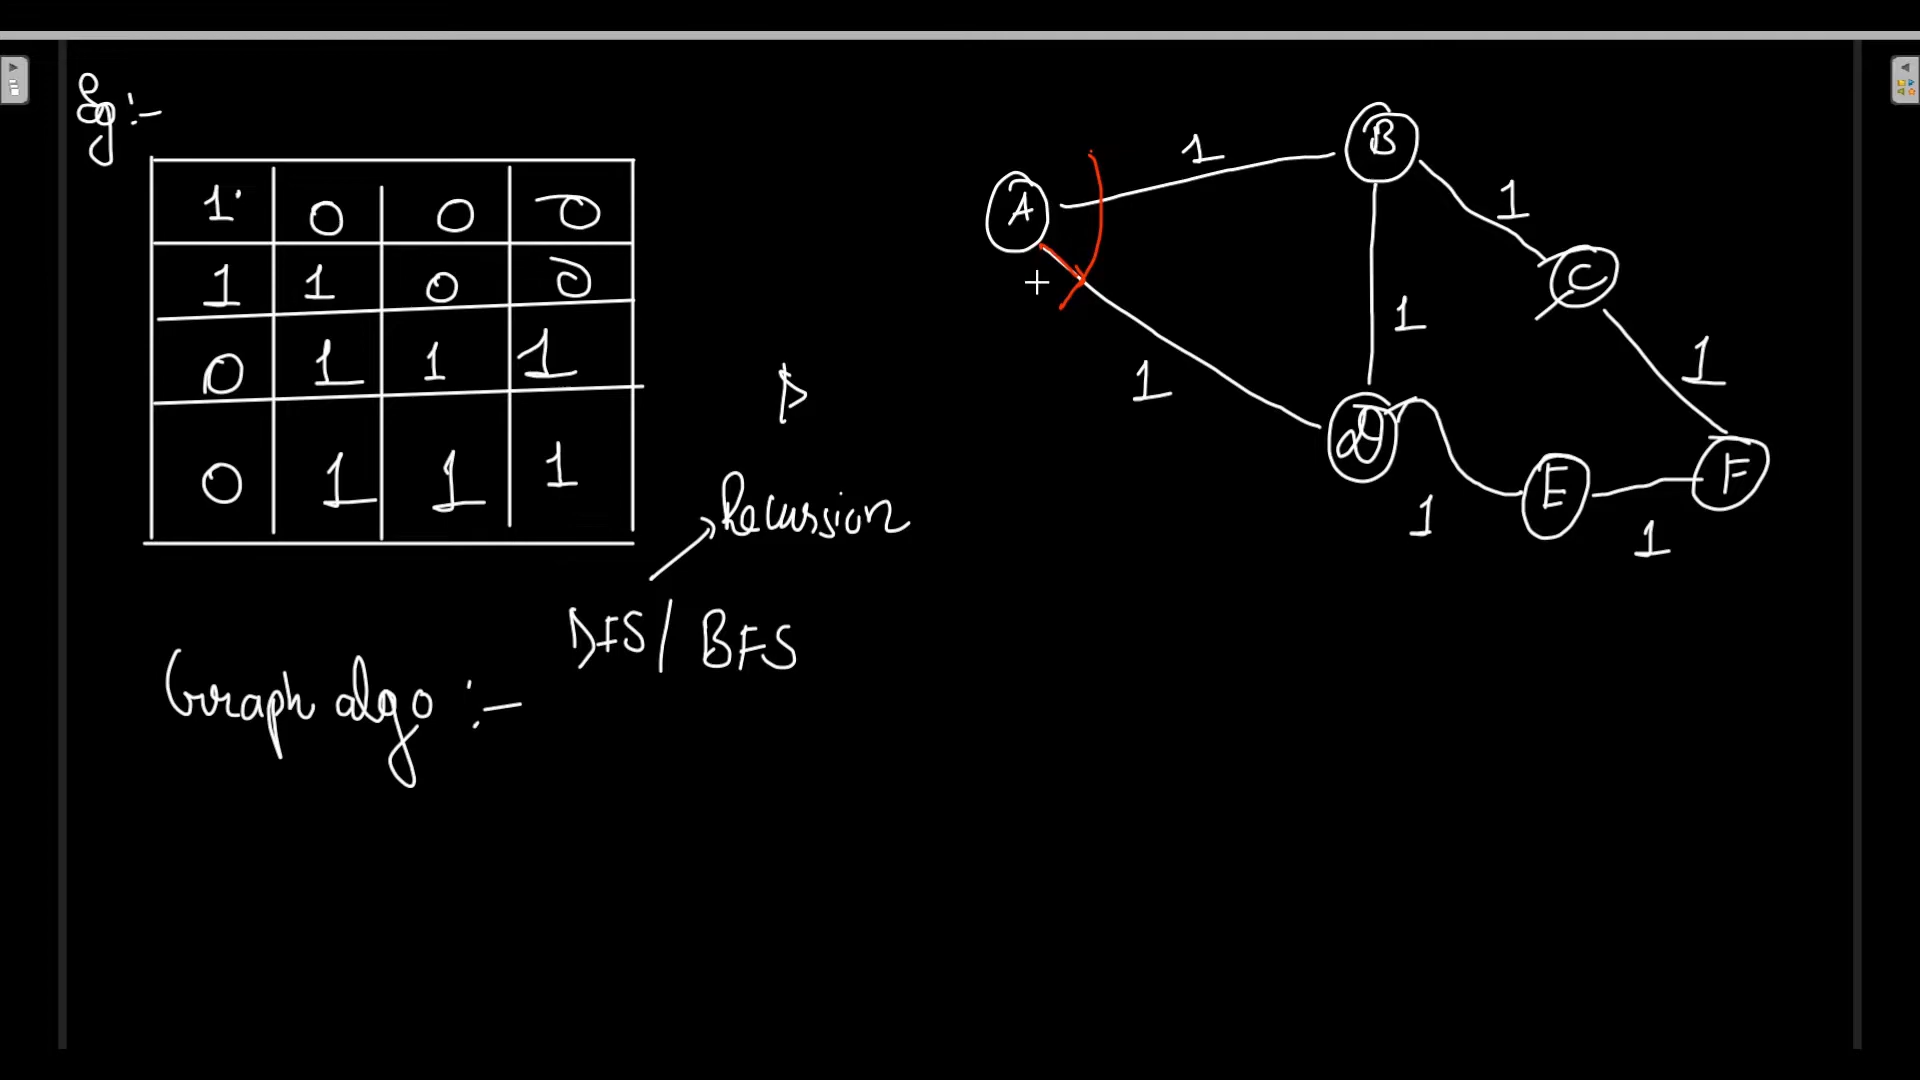 Eg :-
1 0 0 0
1 1 0 0
0 1 1 1
0 1 1 1
Recursion
DFS / BFS
Graph algo :-
A 1 B
1 C
1 1 1
D 1 E 1 F